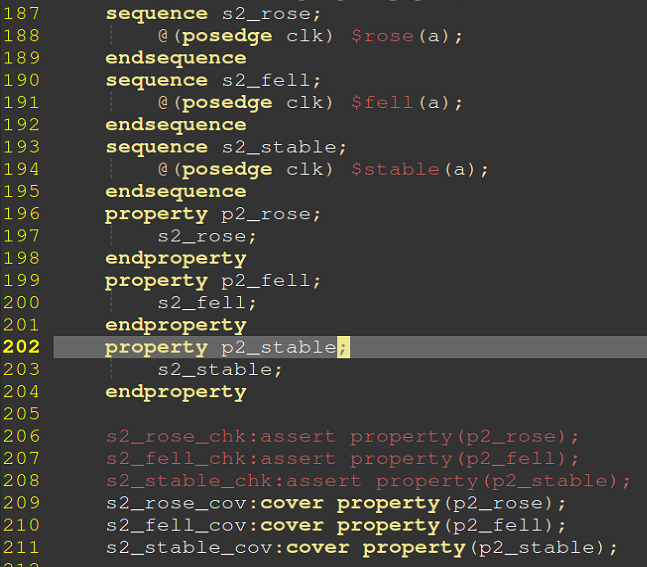 187 sequence s2_rose;
188 @(posedge clk) $rose(a);
189 endsequence
190 sequence s2_fell;
191 @(posedge clk) $fell(a);
192 endsequence
193 sequence s2_stable;
194 @(posedge clk) $stable(a);
195 endsequence
196 property p2_rose;
197 s2_rose;
198 endproperty
199 property p2_fell;
200 s2_fell;
201 endproperty
202 property p2_stable;
203 s2_stable;
204 endproperty
205
206 s2_rose_chk:assert property(p2_rose);
207 s2_fell_chk:assert property(p2_fell);
208 s2_stable_chk:assert property(p2_stable);
209 s2_rose_cov:cover property(p2_rose);
210 s2_fell_cov:cover property(p2_fell);
211 s2_stable_cov:cover property(p2_stable);